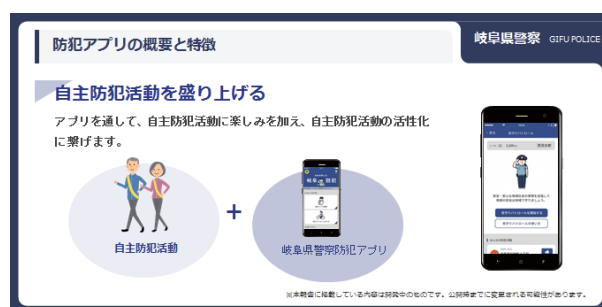 防犯アプリの概要と特徴
岐阜県警察 GIFU POLICE
自主防犯活動を盛り上げる
アプリを通して、自主防犯活動に楽しみを加え、自主防犯活動の活性化
に繋げます。
自主防犯活動
+
岐阜県警察防犯アプリ
※本報告に掲載している内容は開発中のものです。公開時までに変更される可能性があります。